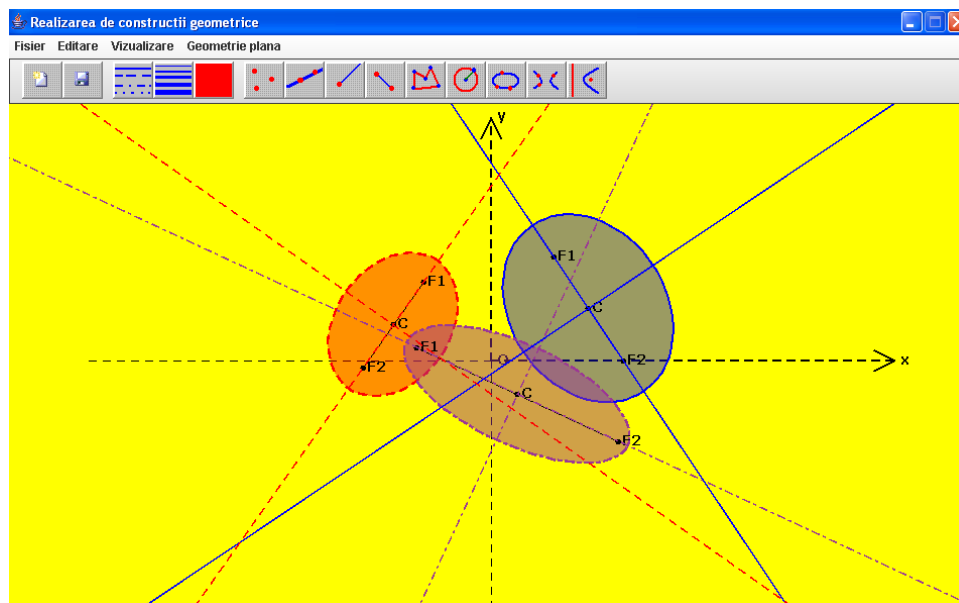 Realizarea de constructii geometrice
Fisier Editare Vizualizare Geometrie plana
y
F1
F1
C
C
F1
O
x
F2
F2
C
F2